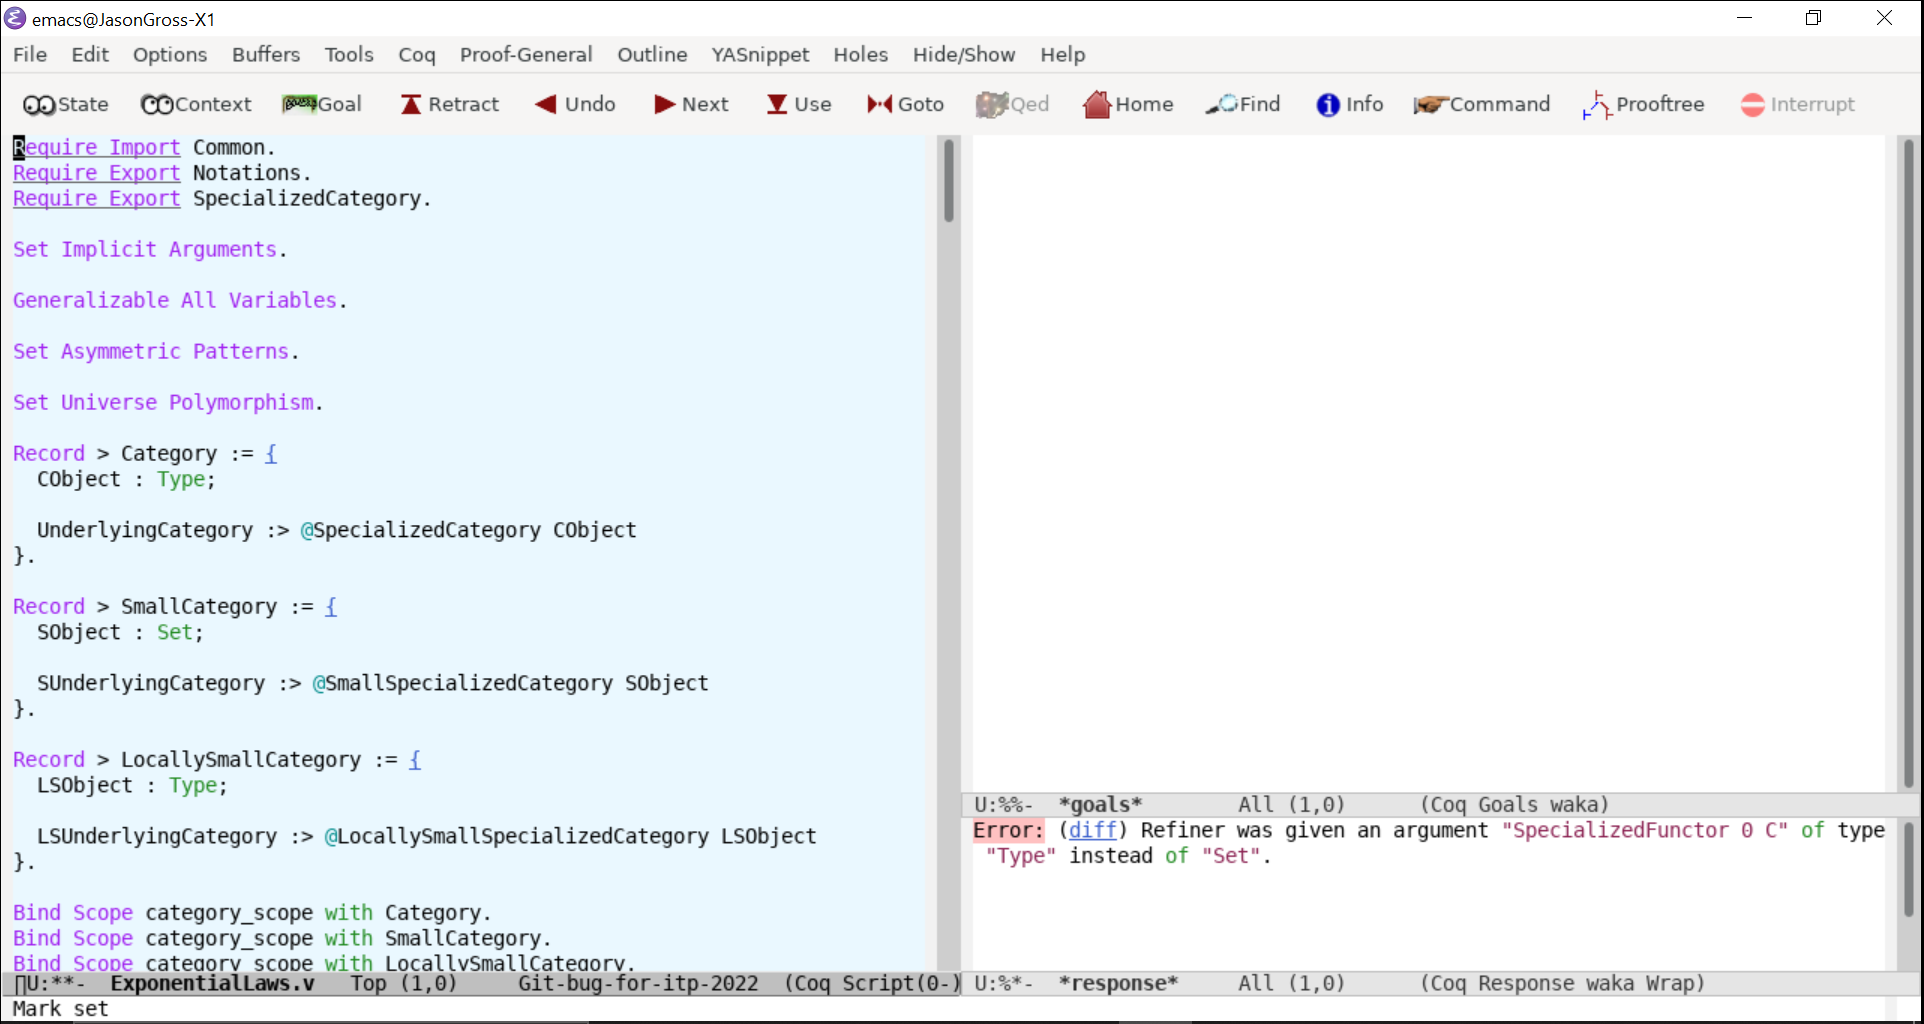 emacs@JasonGross-X1
File Edit Options Buffers Tools Coq Proof-General Outline YASnippet Holes Hide/Show Help
State Context Goal Retract Undo Next Use Goto Qed Home Find Info Command Prooftree Interrupt
Require Import Common.
Require Export Notations.
Require Export SpecializedCategory.
Set Implicit Arguments.
Generalizable All Variables.
Set Asymmetric Patterns.
Set Universe Polymorphism.
Record > Category := {
CObject : Type;
UnderlyingCategory :> @SpecializedCategory CObject
}.
Record > SmallCategory := {
SObject : Set;
SUnderlyingCategory :> @SmallSpecializedCategory SObject
}.
Record > LocallySmallCategory := {
LSObject : Type;
LSUnderlyingCategory :> @LocallySmallSpecializedCategory LSObject
}.
Bind Scope category_scope with Category.
Bind Scope category_scope with SmallCategory.
Bind Scope category_scope with LocallySmallCategory.
U:**- ExponentialLaws.v Top (1,0) Git-bug-for-itp-2022 (Coq Script(0-)
Mark set
U:%%- *goals* All (1,0) (Coq Goals waka)
Error: (diff) Refiner was given an argument "SpecializedFunctor 0 C" of type
"Type" instead of "Set".
U:%*- *response* All (1,0) (Coq Response waka Wrap)